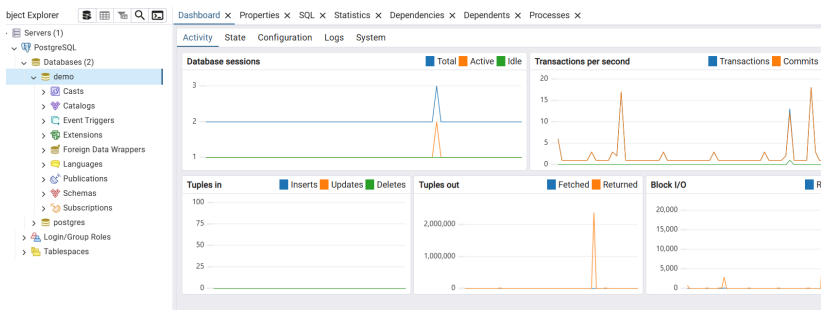 bject Explorer
Dashboard × Properties × SQL × Statistics × Dependencies × Dependents × Processes ×
Servers (1)
PostgreSQL
Databases (2)
demo
Casts
Catalogs
Event Triggers
Extensions
Foreign Data Wrappers
Languages
Publications
Schemas
Subscriptions
postgres
Login/Group Roles
Tablespaces
Activity State Configuration Logs System
Database sessions Total Active Idle
3
2
1
Transactions per second Transactions Commits
20
15
10
5
0
Tuples in Inserts Updates Deletes
100
75
50
25
0
Tuples out Fetched Returned
2,000,000
1,000,000
0
Block I/O R
20,000
15,000
10,000
5,000
0